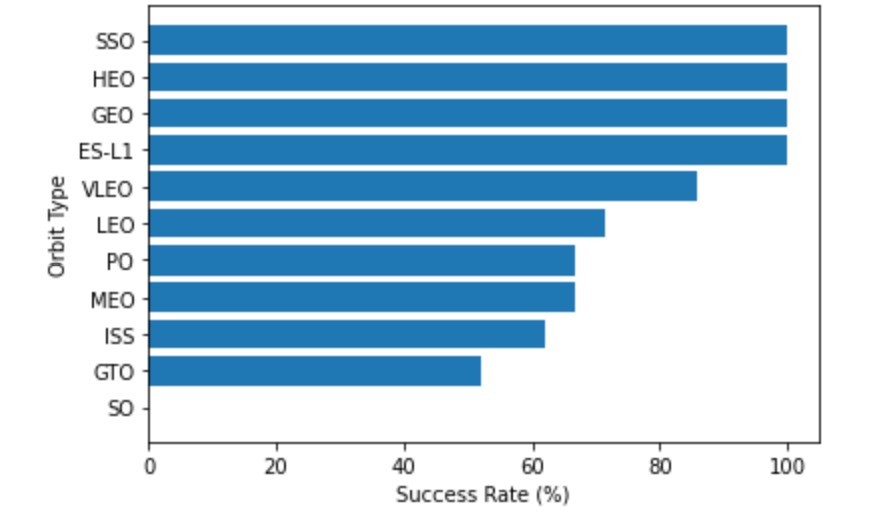 SSO
HEO
GEO
ES-L1
VLEO
LEO
PO
MEO
ISS
GTO
SO
Orbit Type
0 20 40 60 80 100
Success Rate (%)